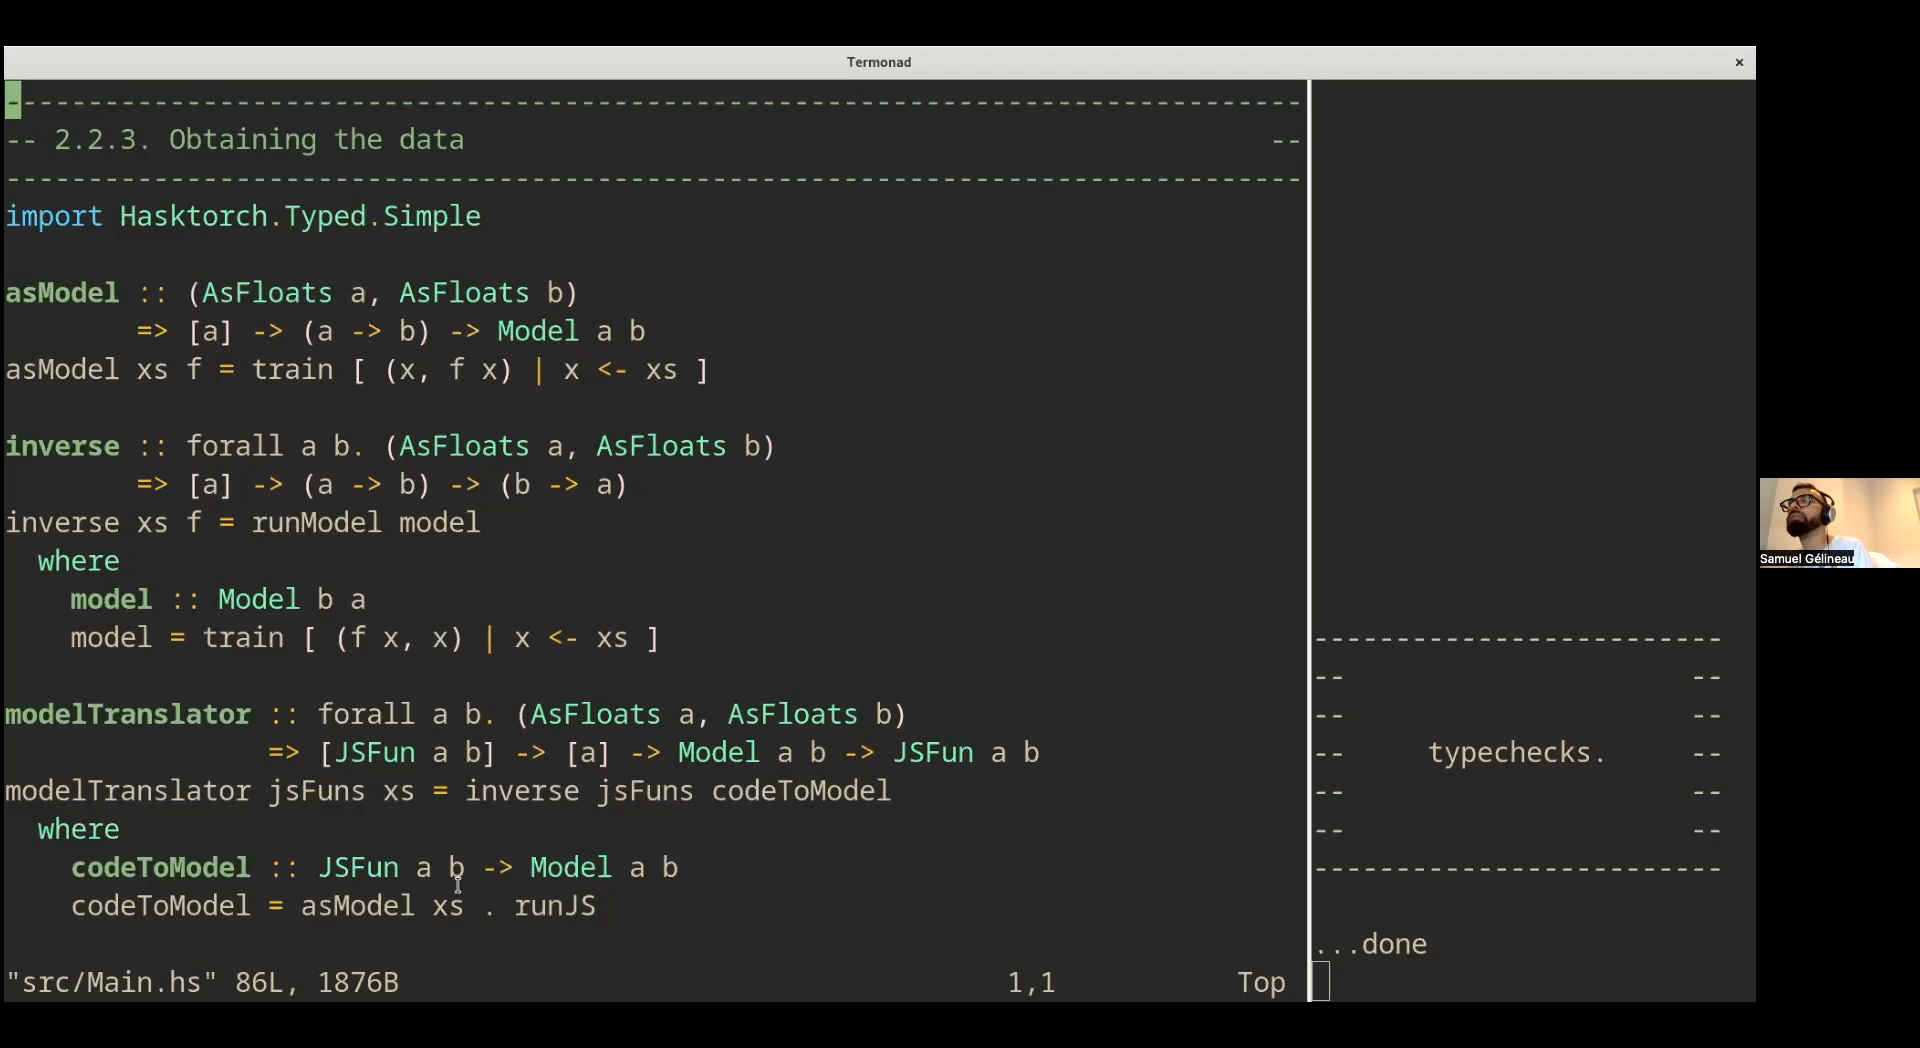 Termonad ×
--------------------------------------------------------------------------------
-- 2.2.3. Obtaining the data                                                  --
--------------------------------------------------------------------------------
import Hasktorch.Typed.Simple
asModel :: (AsFloats a, AsFloats b)
        => [a] -> (a -> b) -> Model a b
asModel xs f = train [ (x, f x) | x <- xs ]
inverse :: forall a b. (AsFloats a, AsFloats b)
        => [a] -> (a -> b) -> (b -> a)
inverse xs f = runModel model
  where
    model :: Model b a
    model = train [ (f x, x) | x <- xs ]
modelTranslator :: forall a b. (AsFloats a, AsFloats b)
                => [JSFun a b] -> [a] -> Model a b -> JSFun a b
modelTranslator jsFuns xs = inverse jsFuns codeToModel
  where
    codeToModel :: JSFun a b -> Model a b
    codeToModel = asModel xs . runJS
"src/Main.hs" 86L, 1876B                                     1,1           Top
-------------------------
--                     --
--                     --
--     typechecks.     --
--                     --
--                     --
-------------------------
...done
Samuel Gélineau